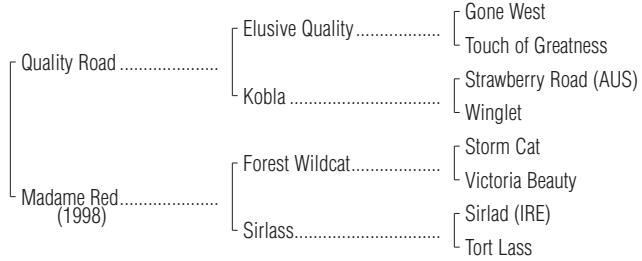 Gone West
Elusive Quality
Touch of Greatness
Quality Road
Strawberry Road (AUS)
Kobla
Winglet
Storm Cat
Forest Wildcat
Victoria Beauty
Madame Red
(1998)
Sirlad (IRE)
Sirlass
Tort Lass